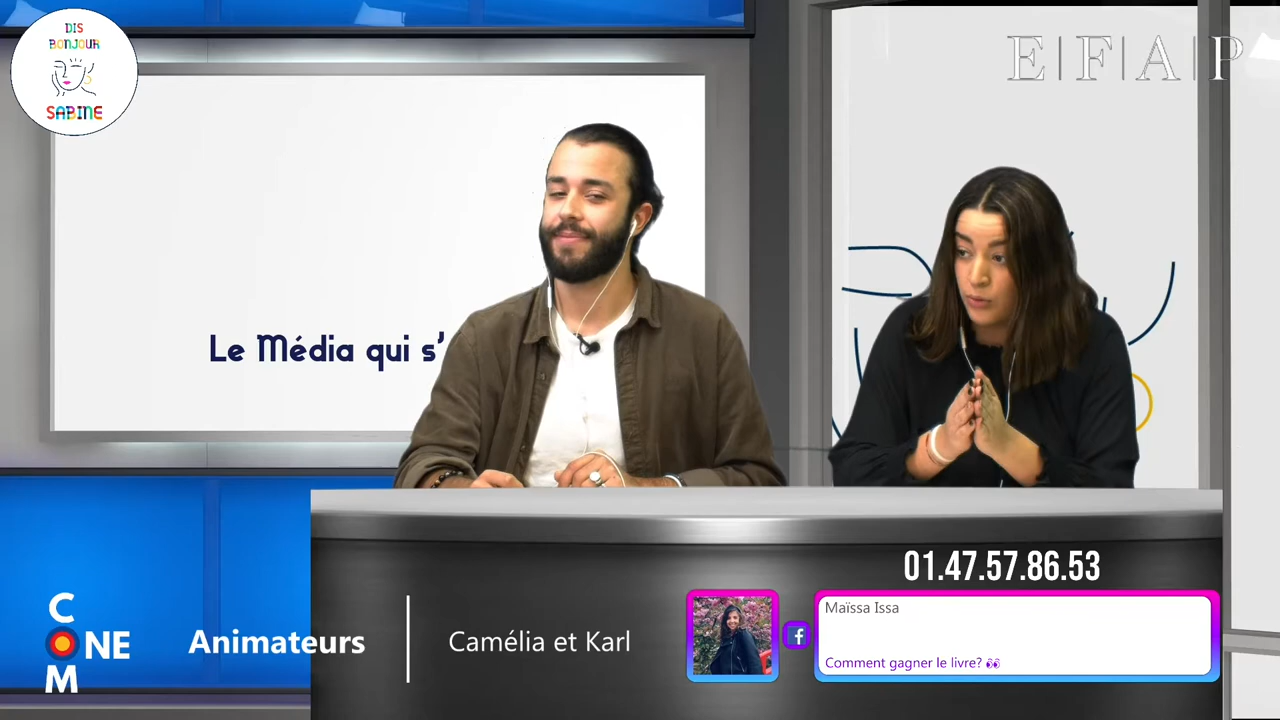 DIS
BONJOUR
SABINE
E|F|A|P
Le Média qui s'
01.47.57.86.53
C
ONE
M
Animateurs
Camélia et Karl
Maïssa Issa
Comment gagner le livre? 👀